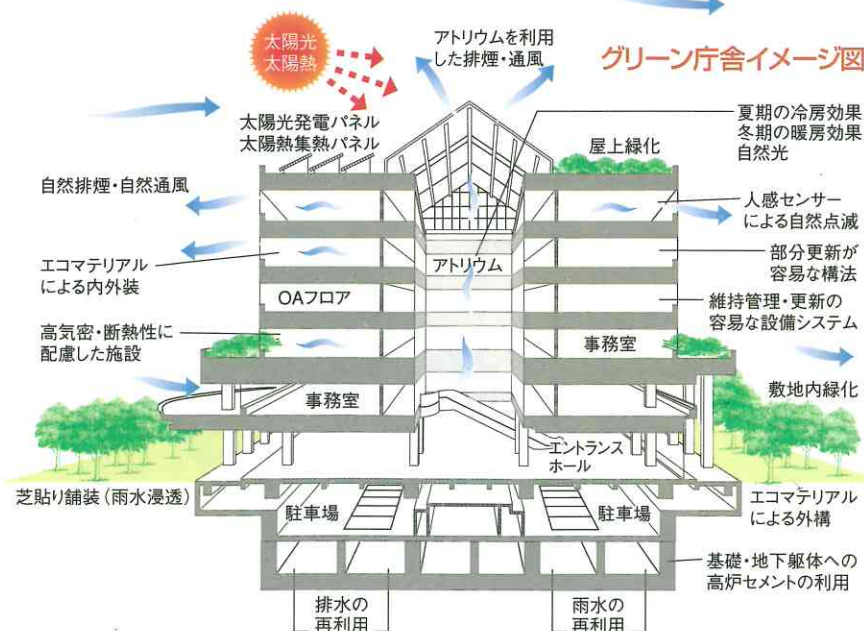 グリーン庁舎イメージ図
太陽光
太陽熱
アトリウムを利用
した排煙・通風
太陽光発電パネル
太陽熱集熱パネル
屋上緑化
夏期の冷房効果
冬期の暖房効果
自然光
自然排煙・自然通風
人感センサー
による自然点滅
エコマテリアル
による内外装
アトリウム
部分更新が
容易な構法
OAフロア
維持管理・更新の
容易な設備システム
高気密・断熱性に
配慮した施設
事務室
敷地内緑化
事務室
エントランス
ホール
芝貼り舗装(雨水浸透)
駐車場
駐車場
エコマテリアル
による外構
基礎・地下躯体への
高炉セメントの利用
排水の
再利用
雨水の
再利用